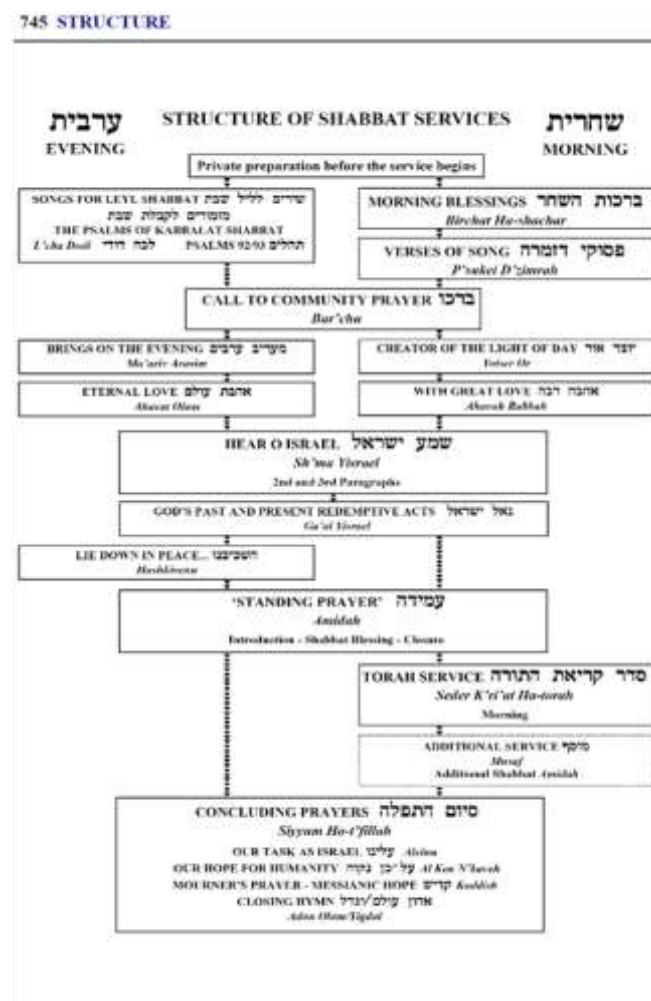 745 STRUCTURE
ערבית STRUCTURE OF SHABBAT SERVICES שחרית
EVENING MORNING
Private preparation before the service begins
SONGS FOR LEYL SHABBAT שירים לליל שבת
מזמורים לקבלת שבת
THE PSALMS OF KABBALAT SHABBAT
L'cha Dodi לכה דודי PSALMS 92/93 תהלים
MORNING BLESSINGS ברכות השחר
Birchat Ha-shachar
VERSES OF SONG פסוקי דזמרה
P'sukei D'zimrah
CALL TO COMMUNITY PRAYER ברכו
Bar'chu
BRINGS ON THE EVENING מעריב ערבים
Ma'ariv Aravim
CREATOR OF THE LIGHT OF DAY יוצר אור
Yotser Or
ETERNAL LOVE אהבת עולם
Ahavat Olam
WITH GREAT LOVE אהבה רבה
Ahavah Rabbah
HEAR O ISRAEL שמע ישראל
Sh'ma Yisrael
2nd and 3rd Paragraphs
GOD'S PAST AND PRESENT REDEMPTIVE ACTS גאל ישראל
Ga'al Yisrael
LIE DOWN IN PEACE... השכיבנו
Hashkivenu
'STANDING PRAYER' עמידה
Amidah
Introduction - Shabbat Blessing - Closure
TORAH SERVICE סדר קריאת התורה
Seder K'ri'at Ha-torah
Morning
ADDITIONAL SERVICE מוסף
Musaf
Additional Shabbat Amidah
CONCLUDING PRAYERS סיום התפלה
Siyyum Ha-t'fillah
OUR TASK AS ISRAEL עלינו Aleinu
OUR HOPE FOR HUMANITY על כן נקוה Al Ken N'kaveh
MOURNER'S PRAYER - MESSIANIC HOPE קדיש Kaddish
CLOSING HYMN אדון עולם/יגדל
Adon Olam/Yigdal